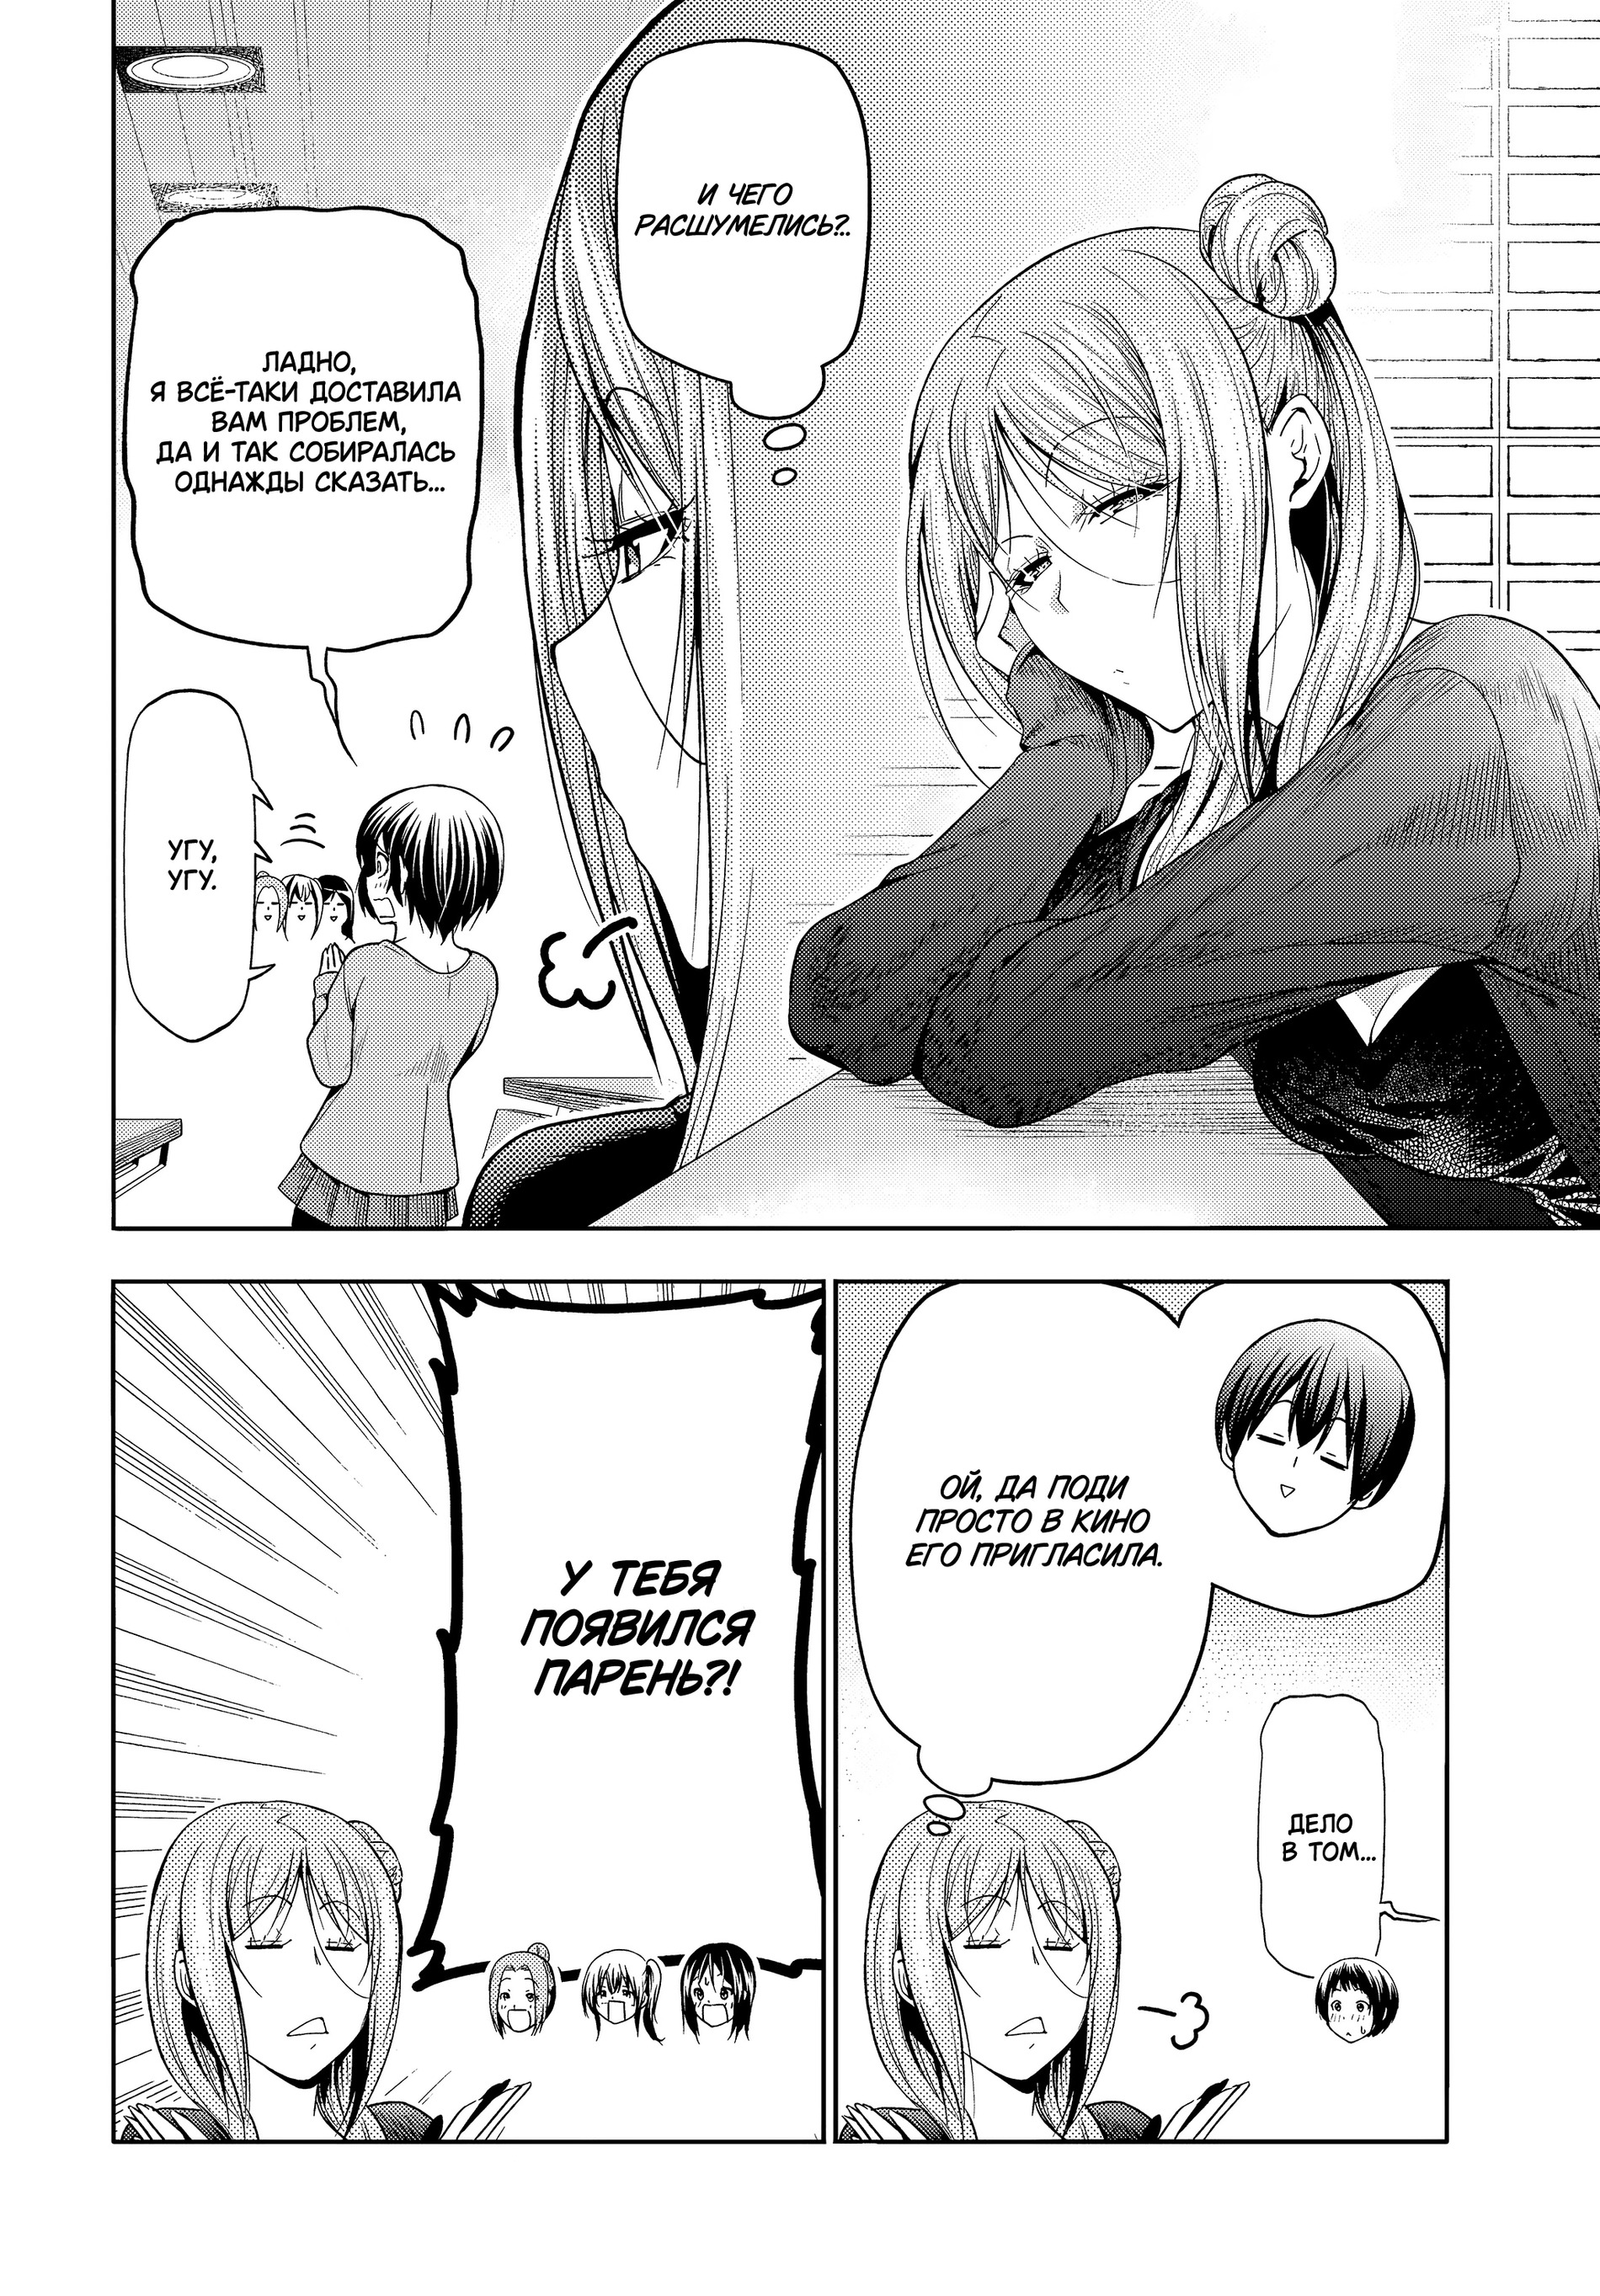 И ЧЕГО
РАСШУМЕЛИСЬ?..
ЛАДНО,
Я ВСЁ-ТАКИ ДОСТАВИЛА
ВАМ ПРОБЛЕМ,
ДА И ТАК СОБИРАЛАСЬ
ОДНАЖДЫ СКАЗАТЬ...
УГУ,
УГУ.
ОЙ, ДА ПОДИ
ПРОСТО В КИНО
ЕГО ПРИГЛАСИЛА.
ДЕЛО
В ТОМ...
У ТЕБЯ
ПОЯВИЛСЯ
ПАРЕНЬ?!